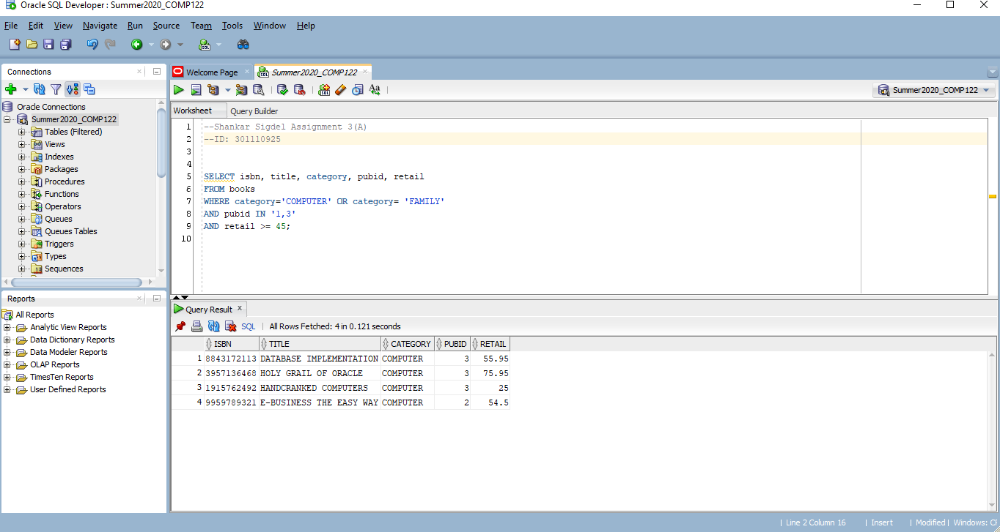 Oracle SQL Developer : Summer2020_COMP122
File Edit View Navigate Run Source Team Tools Window Help
Connections
Oracle Connections
Summer2020_COMP122
Tables (Filtered)
Views
Indexes
Packages
Procedures
Functions
Operators
Queues
Queues Tables
Triggers
Types
Sequences
Reports
All Reports
Analytic View Reports
Data Dictionary Reports
Data Modeler Reports
OLAP Reports
TimesTen Reports
User Defined Reports
Welcome Page Summer2020_COMP122
Summer2020_COMP122
Worksheet Query Builder
1 --Shankar Sigdel Assignment 3(A)
2 --ID: 301110925
3
4
5 SELECT isbn, title, category, pubid, retail
6 FROM books
7 WHERE category='COMPUTER' OR category= 'FAMILY'
8 AND pubid IN '1,3'
9 AND retail >= 45;
10
Query Result
SQL | All Rows Fetched: 4 in 0.121 seconds
ISBN TITLE CATEGORY PUBID RETAIL
1 8843172113 DATABASE IMPLEMENTATION COMPUTER 3 55.95
2 3957136468 HOLY GRAIL OF ORACLE COMPUTER 3 75.95
3 1915762492 HANDCRANKED COMPUTERS COMPUTER 3 25
4 9959789321 E-BUSINESS THE EASY WAY COMPUTER 2 54.5
| Line 2 Column 16 | Insert | Modified | Windows: